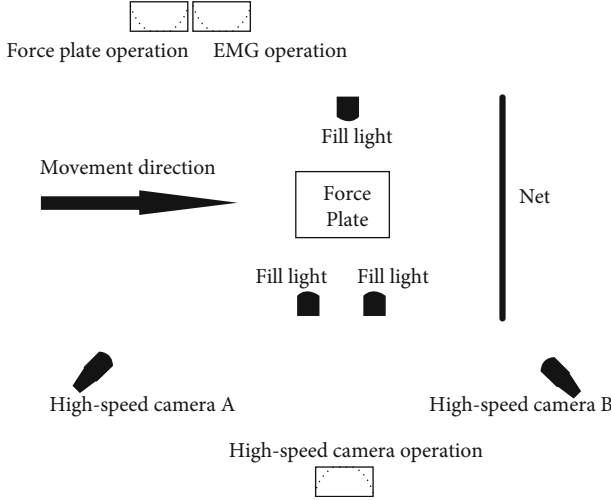 Force plate operation
EMG operation
Fill light
Movement direction
Force
Plate
Net
Fill light
Fill light
High-speed camera A
High-speed camera B
High-speed camera operation